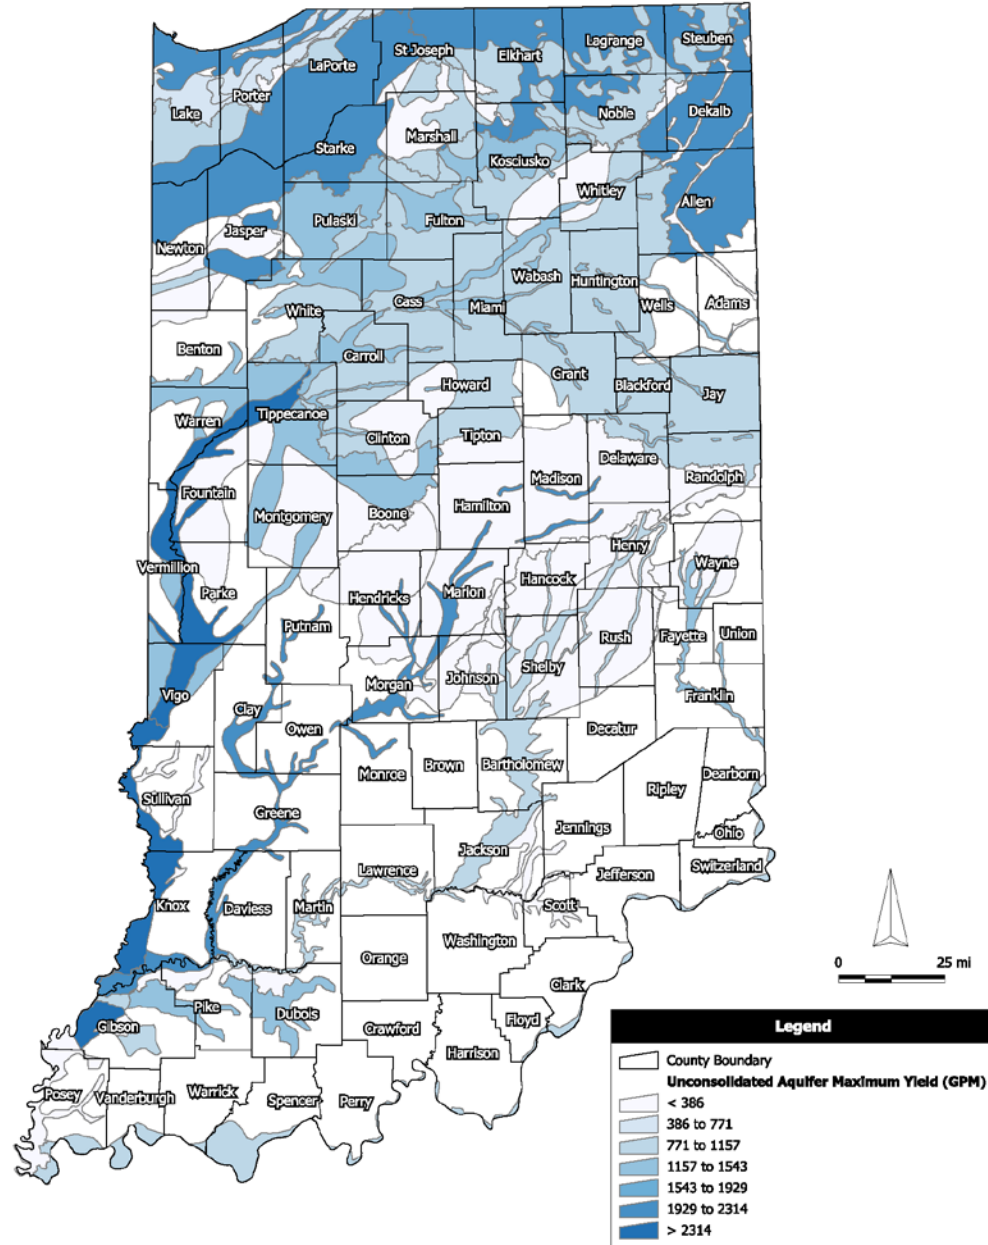 St Joseph
Lagrange
Steuben
Elkhart
LaPorte
Porter
Lake
Noble
Dekalb
Marshall
Starke
Kosciusko
Whitley
Allen
Pulaski
Fulton
Jasper
Newton
Wabash
Huntington
Cass
Miami
Wells
Adams
White
Benton
Carroll
Grant
Howard
Blackford
Jay
Warren
Tippecanoe
Clinton
Tipton
Delaware
Madison
Randolph
Fountain
Hamilton
Montgomery
Boone
Henry
Vermillion
Wayne
Parke
Hendricks
Marion
Hancock
Putnam
Rush
Fayette
Union
Shelby
Johnson
Morgan
Vigo
Franklin
Clay
Owen
Decatur
Monroe
Brown
Bartholomew
Dearborn
Ripley
Sullivan
Greene
Jennings
Ohio
Jackson
Lawrence
Jefferson
Switzerland
Knox
Daviess
Martin
Scott
Washington
Orange
Clark
Pike
Dubois
Floyd
Gibson
Crawford
Harrison
Posey
Vanderburgh
Warrick
Spencer
Perry
0 25 mi
Legend
County Boundary
Unconsolidated Aquifer Maximum Yield (GPM)
< 386
386 to 771
771 to 1157
1157 to 1543
1543 to 1929
1929 to 2314
> 2314